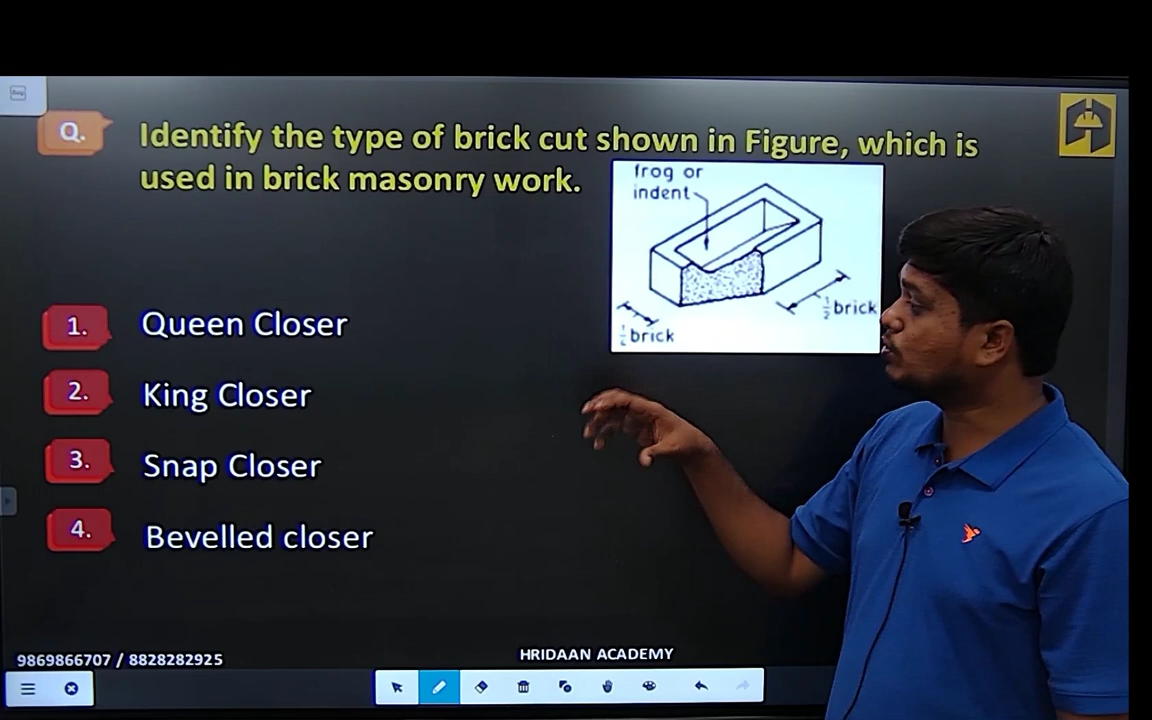 Q.
Identify the type of brick cut shown in Figure, which is
used in brick masonry work.
frog or
indent
1/2 brick
1/2 brick
1. Queen Closer
2. King Closer
3. Snap Closer
4. Bevelled closer
9869866707 / 8828282925
HRIDAAN ACADEMY